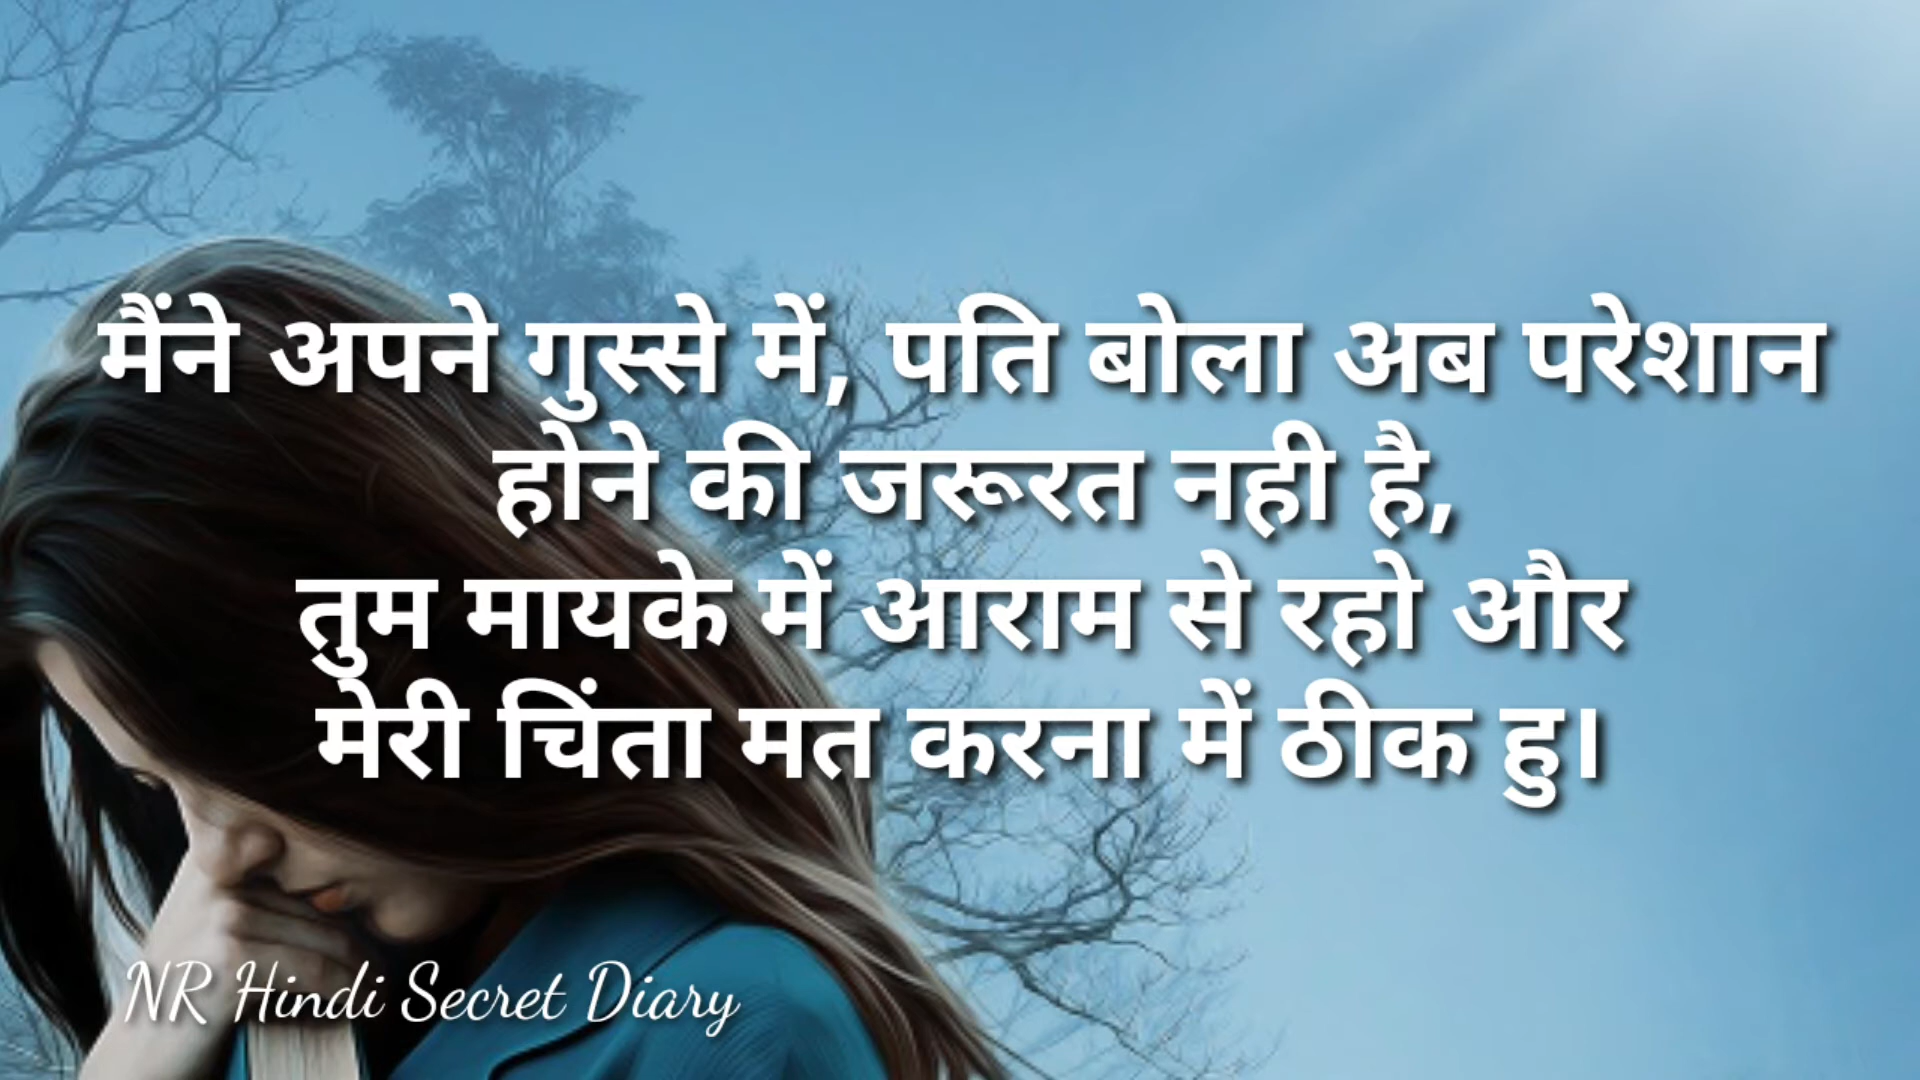 मैंने अपने गुस्से में, पति बोला अब परेशान
होने की जरूरत नही है,
तुम मायके में आराम से रहो और
मेरी चिंता मत करना में ठीक हु।
NR Hindi Secret Diary